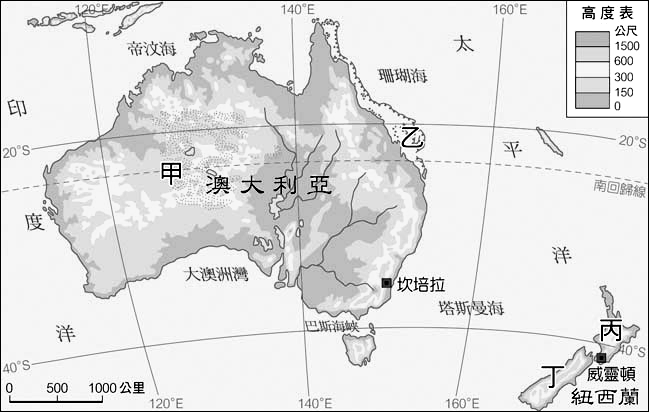 120°E
140°E
160°E
高度表
公尺
1500
600
300
150
0
帝汶海
太
珊瑚海
印
乙
平
20°S
20°S
甲
澳大利亞
南回歸線
度
洋
大澳洲灣
坎培拉
塔斯曼海
洋
巴斯海峽
丙
40°S
40°S
丁
威靈頓
紐西蘭
0 500 1000公里
120°E
140°E
160°E